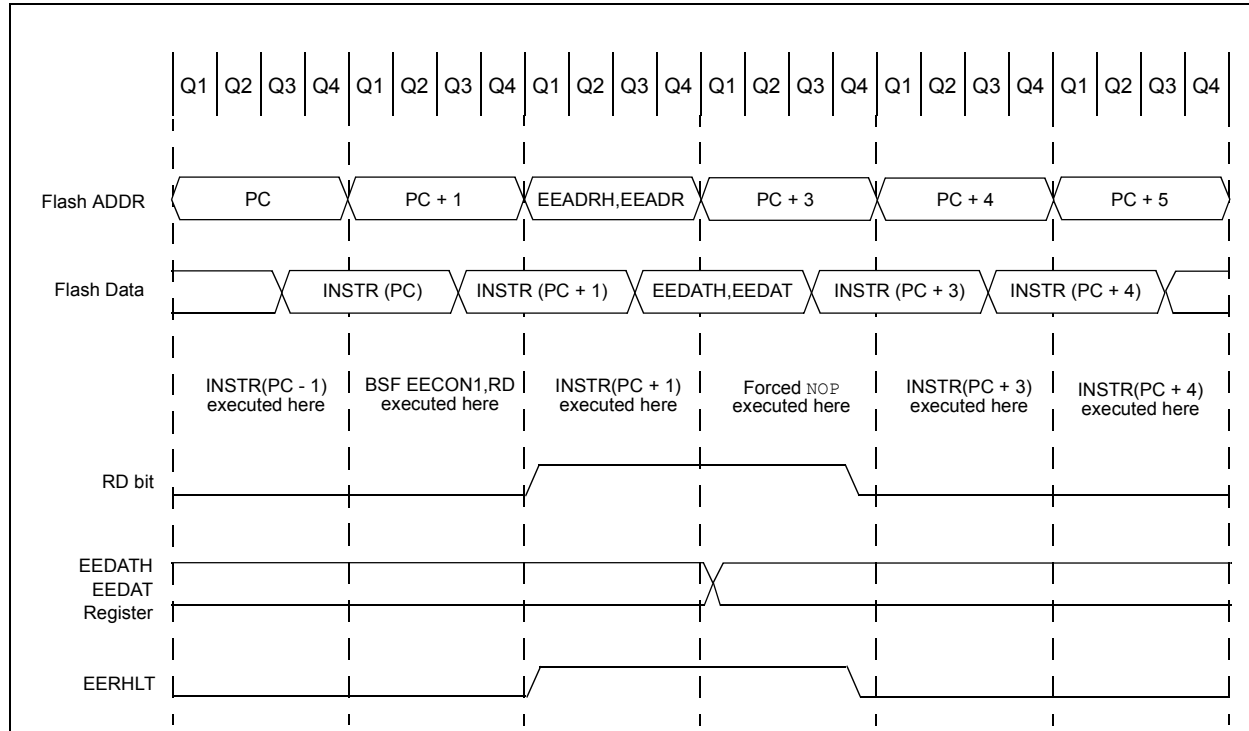 Q1 Q2 Q3 Q4 Q1 Q2 Q3 Q4 Q1 Q2 Q3 Q4 Q1 Q2 Q3 Q4 Q1 Q2 Q3 Q4 Q1 Q2 Q3 Q4
Flash ADDR PC PC + 1 EEADRH,EEADR PC + 3 PC + 4 PC + 5
Flash Data INSTR (PC) INSTR (PC + 1) EEDATH,EEDAT INSTR (PC + 3) INSTR (PC + 4)
INSTR(PC - 1)
executed here
BSF EECON1,RD
executed here
INSTR(PC + 1)
executed here
Forced NOP
executed here
INSTR(PC + 3)
executed here
INSTR(PC + 4)
executed here
RD bit
EEDATH
EEDAT
Register
EERHLT